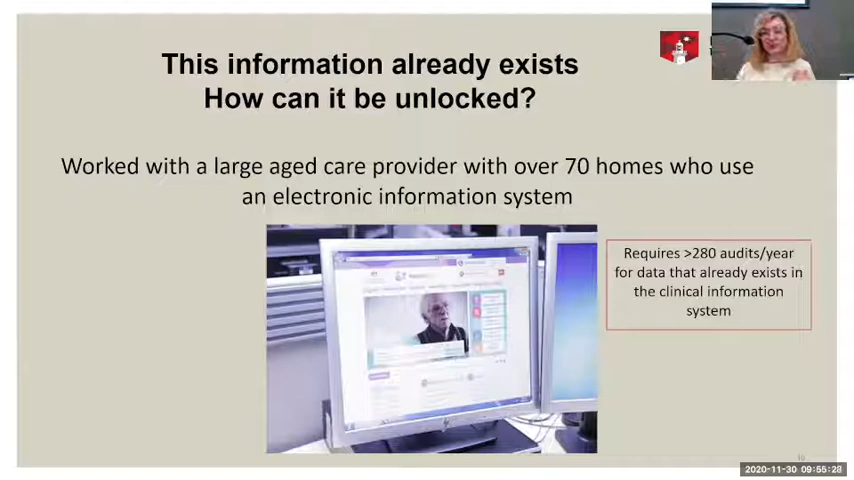 This information already exists
How can it be unlocked?
Worked with a large aged care provider with over 70 homes who use
an electronic information system
Requires >280 audits/year
for data that already exists in
the clinical information
system
2020-11-30 09:55:28